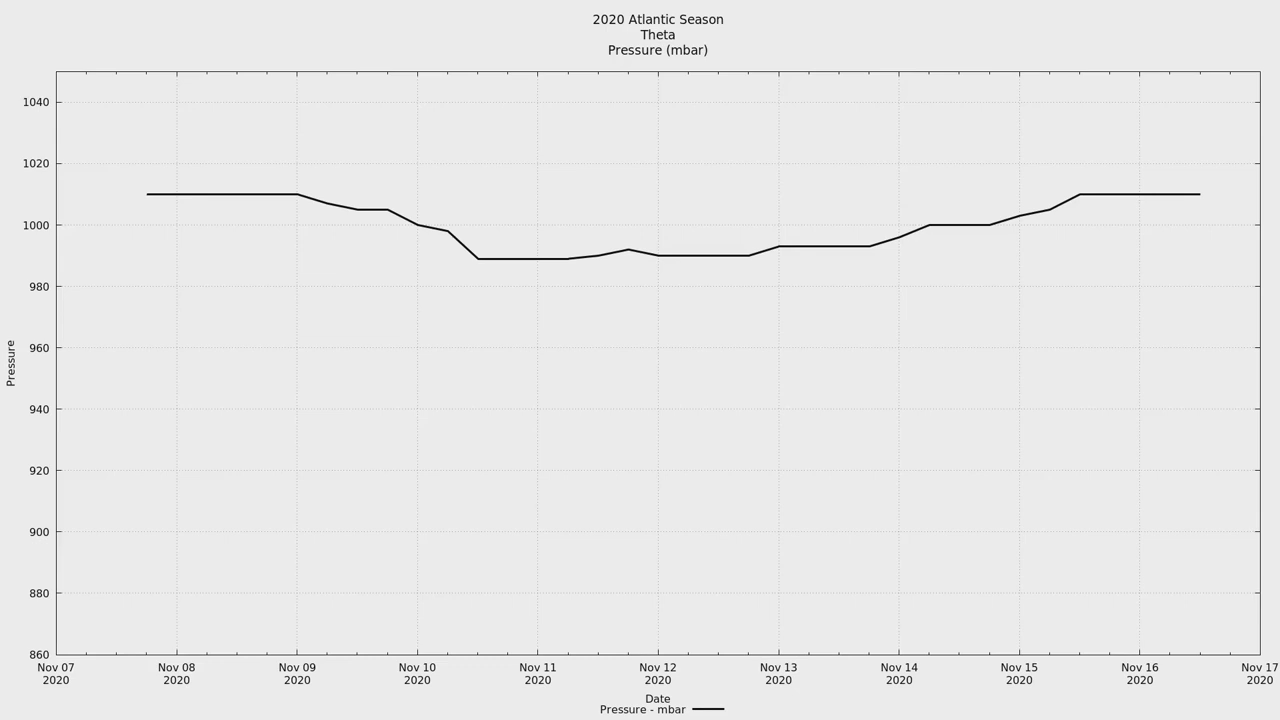 2020 Atlantic Season
Theta
Pressure (mbar)
1040
1020
1000
980
960
940
920
900
880
860
Pressure
Nov 07 Nov 08 Nov 09 Nov 10 Nov 11 Nov 12 Nov 13 Nov 14 Nov 15 Nov 16 Nov 17
2020 2020 2020 2020 2020 2020 2020 2020 2020 2020 2020
Date
Pressure - mbar